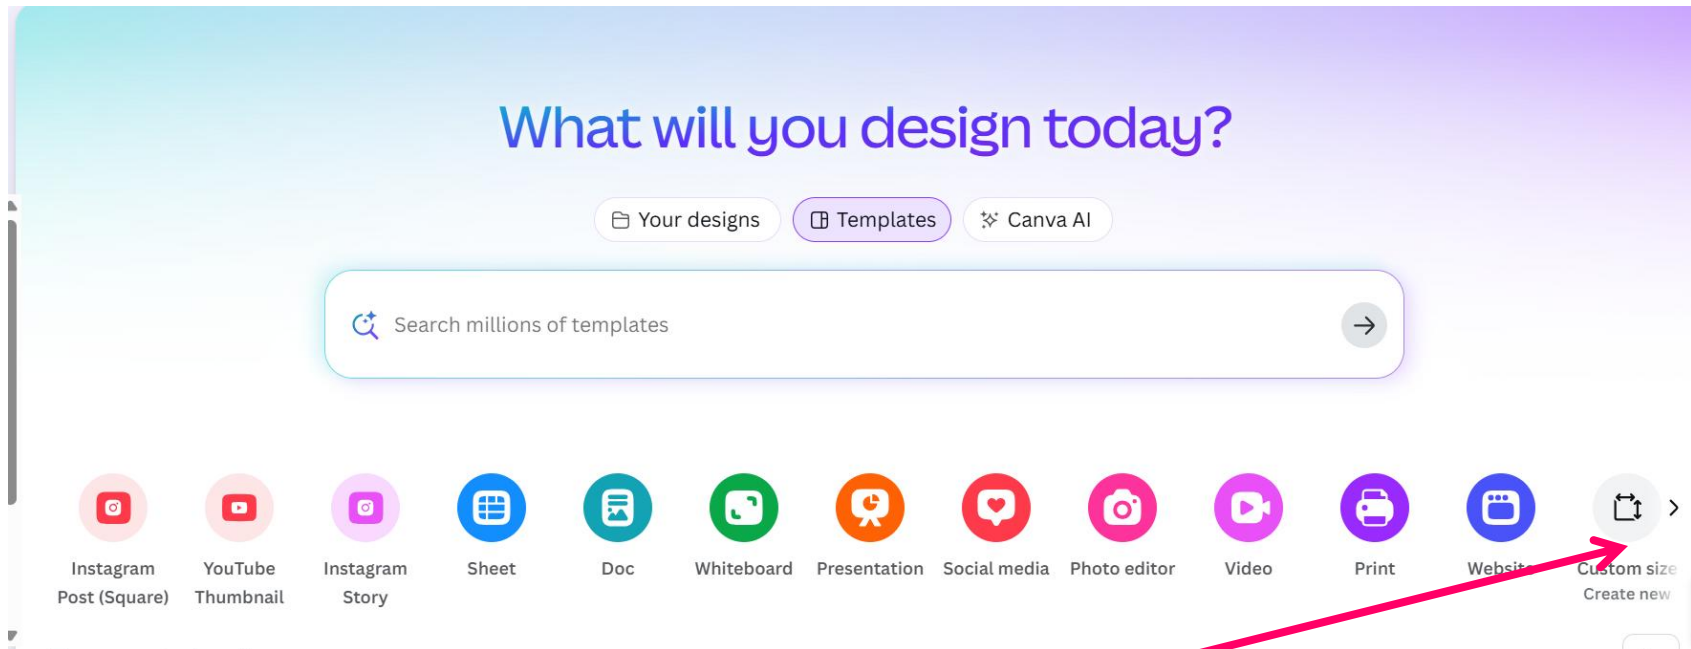 What will you design today?
Your designs
Templates
Canva AI
Search millions of templates
Instagram
Post (Square)
YouTube
Thumbnail
Instagram
Story
Sheet
Doc
Whiteboard
Presentation
Social media
Photo editor
Video
Print
Website
Custom size
Create new